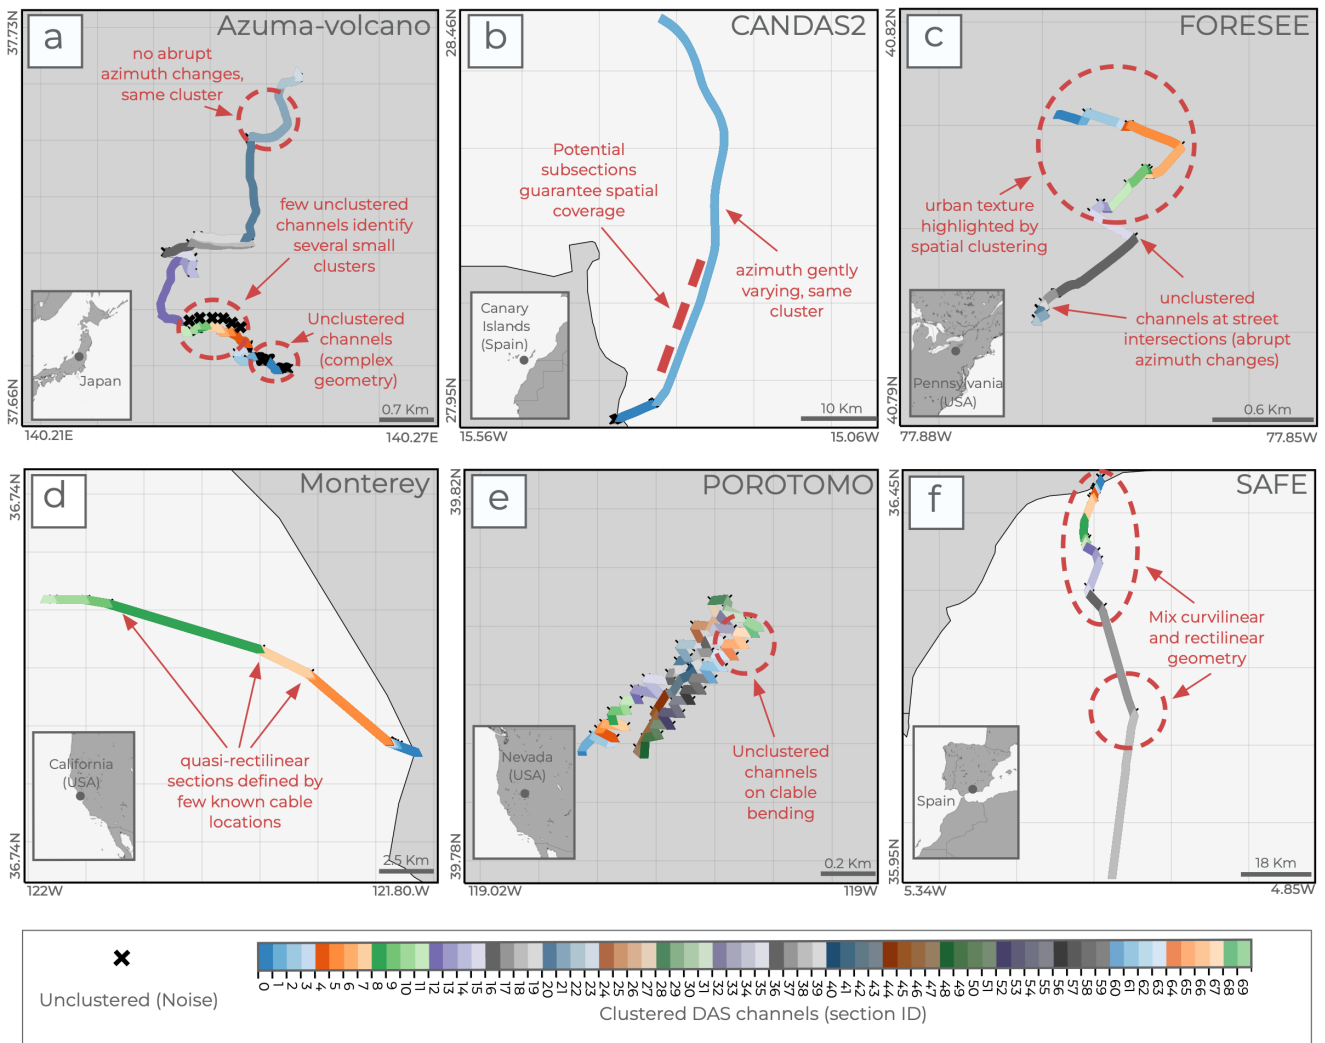 a
Azuma-volcano
37.73N
no abrupt
azimuth changes,
same cluster
few unclustered
channels identify
several small
clusters
Unclustered
channels
(complex
geometry)
Japan
0.7 Km
37.66N
140.21E
140.27E
b
CANDAS2
28.46N
Potential
subsections
guarantee spatial
coverage
azimuth gently
varying, same
cluster
Canary
Islands
(Spain)
10 Km
27.95N
15.56W
15.06W
c
FORESEE
40.82N
urban texture
highlighted by
spatial clustering
unclustered
channels at street
intersections (abrupt
azimuth changes)
Pennsylvania
(USA)
0.6 Km
40.79N
77.88W
77.85W
d
Monterey
36.74N
quasi-rectilinear
sections defined by
few known cable
locations
California
(USA)
2.5 Km
36.74N
122W
121.80.W
e
POROTOMO
39.82N
Unclustered
channels
on clable
bending
Nevada
(USA)
0.2 Km
39.78N
119.02W
119W
f
SAFE
36.45N
Mix curvilinear
and rectilinear
geometry
Spain
18 Km
35.95N
5.34W
4.85W
Unclustered (Noise)
0 1 2 3 4 5 6 7 8 9 10 11 12 13 14 15 16 17 18 19 20 21 22 23 24 25 26 27 28 29 30 31 32 33 34 35 36 37 38 39 40 41 42 43 44 45 46 47 48 49 50 51 52 53 54 55 56 57 58 59 60 61 62 63 64 65 66 67 68 69
Clustered DAS channels (section ID)